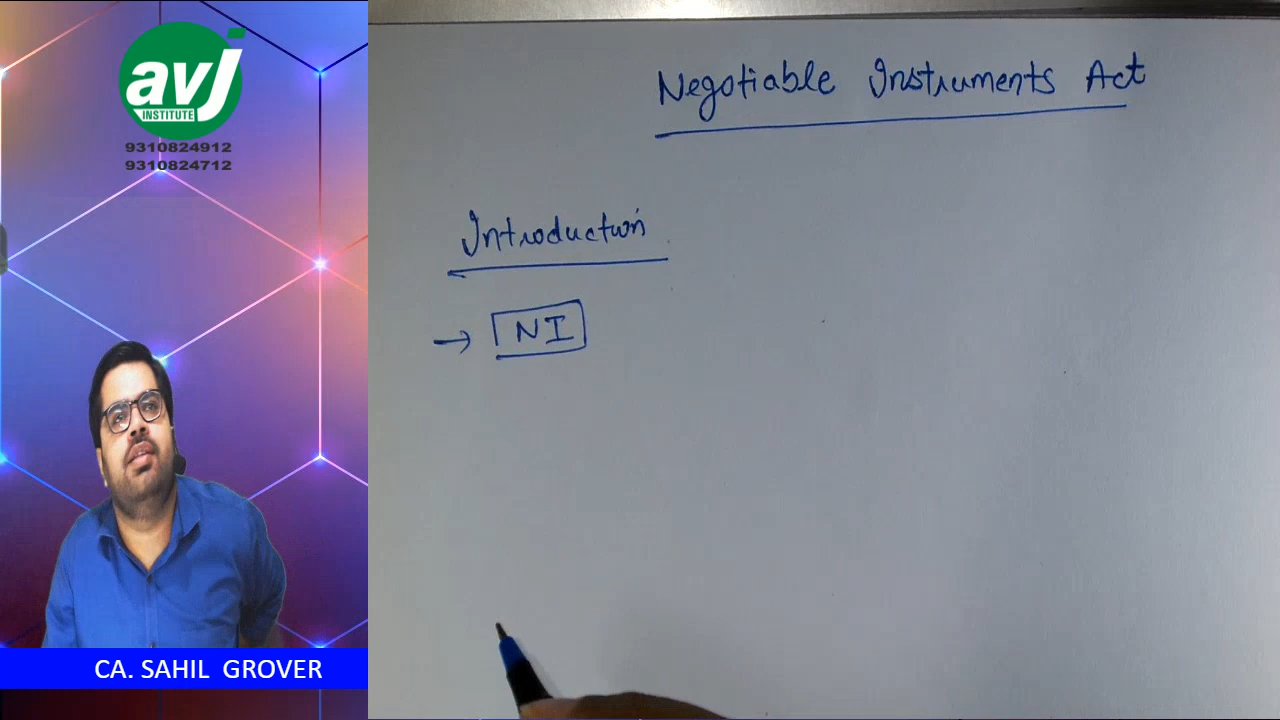 avj
INSTITUTE
9310824912
9310824712
CA. SAHIL GROVER
Negotiable Instruments Act
Introduction
→ NI